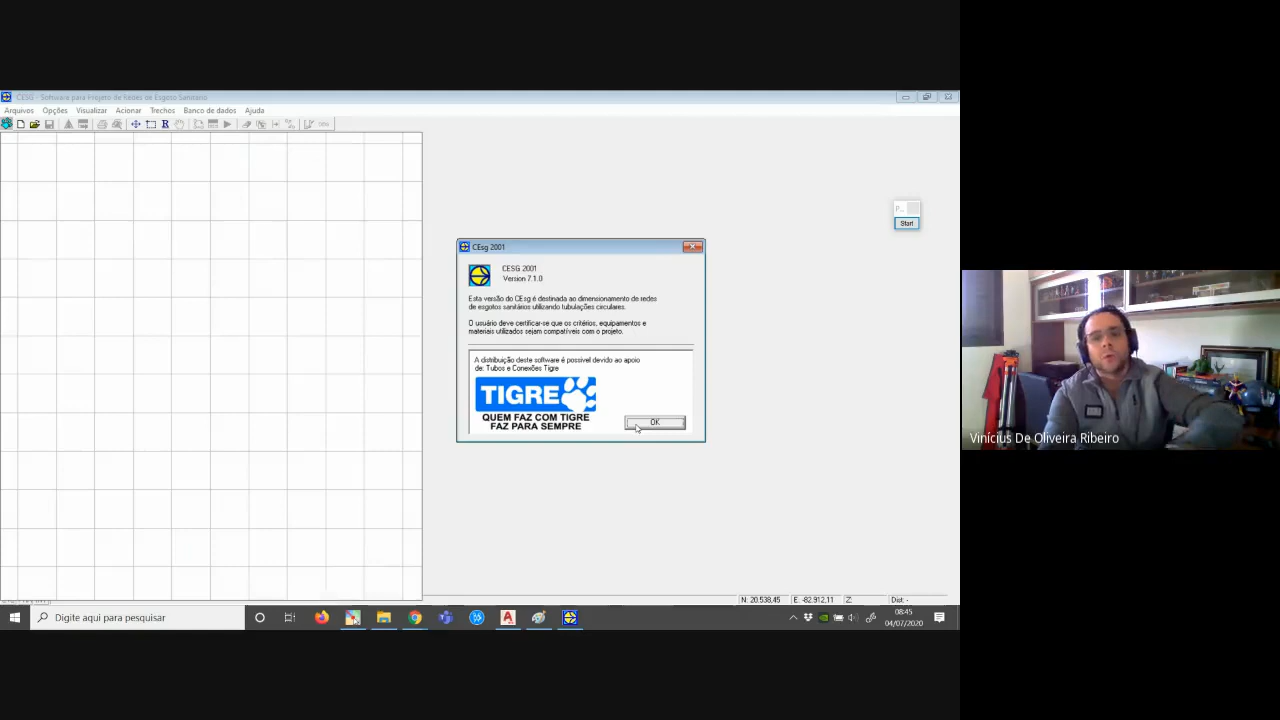 CESG - Software para Projeto de Redes de Esgoto Sanitário
Arquivos Opções Visualizar Acionar Trechos Banco de dados Ajuda
R
P...
Start
CEsg 2001
CESG 2001
Version 7.1.0
Esta versão do CEsg é destinada ao dimensionamento de redes
de esgotos sanitários utilizando tubulações circulares.
O usuário deve certificar-se que os critérios, equipamentos e
materiais utilizados sejam compatíveis com o projeto.
A distribuição deste software é possivel devido ao apoio
de: Tubos e Conexões Tigre
TIGRE
QUEM FAZ COM TIGRE
FAZ PARA SEMPRE
OK
Vinícius De Oliveira Ribeiro
N: 20.538,45 E: -82.912,11 Z: Dist: -
Digite aqui para pesquisar
08:45
04/07/2020